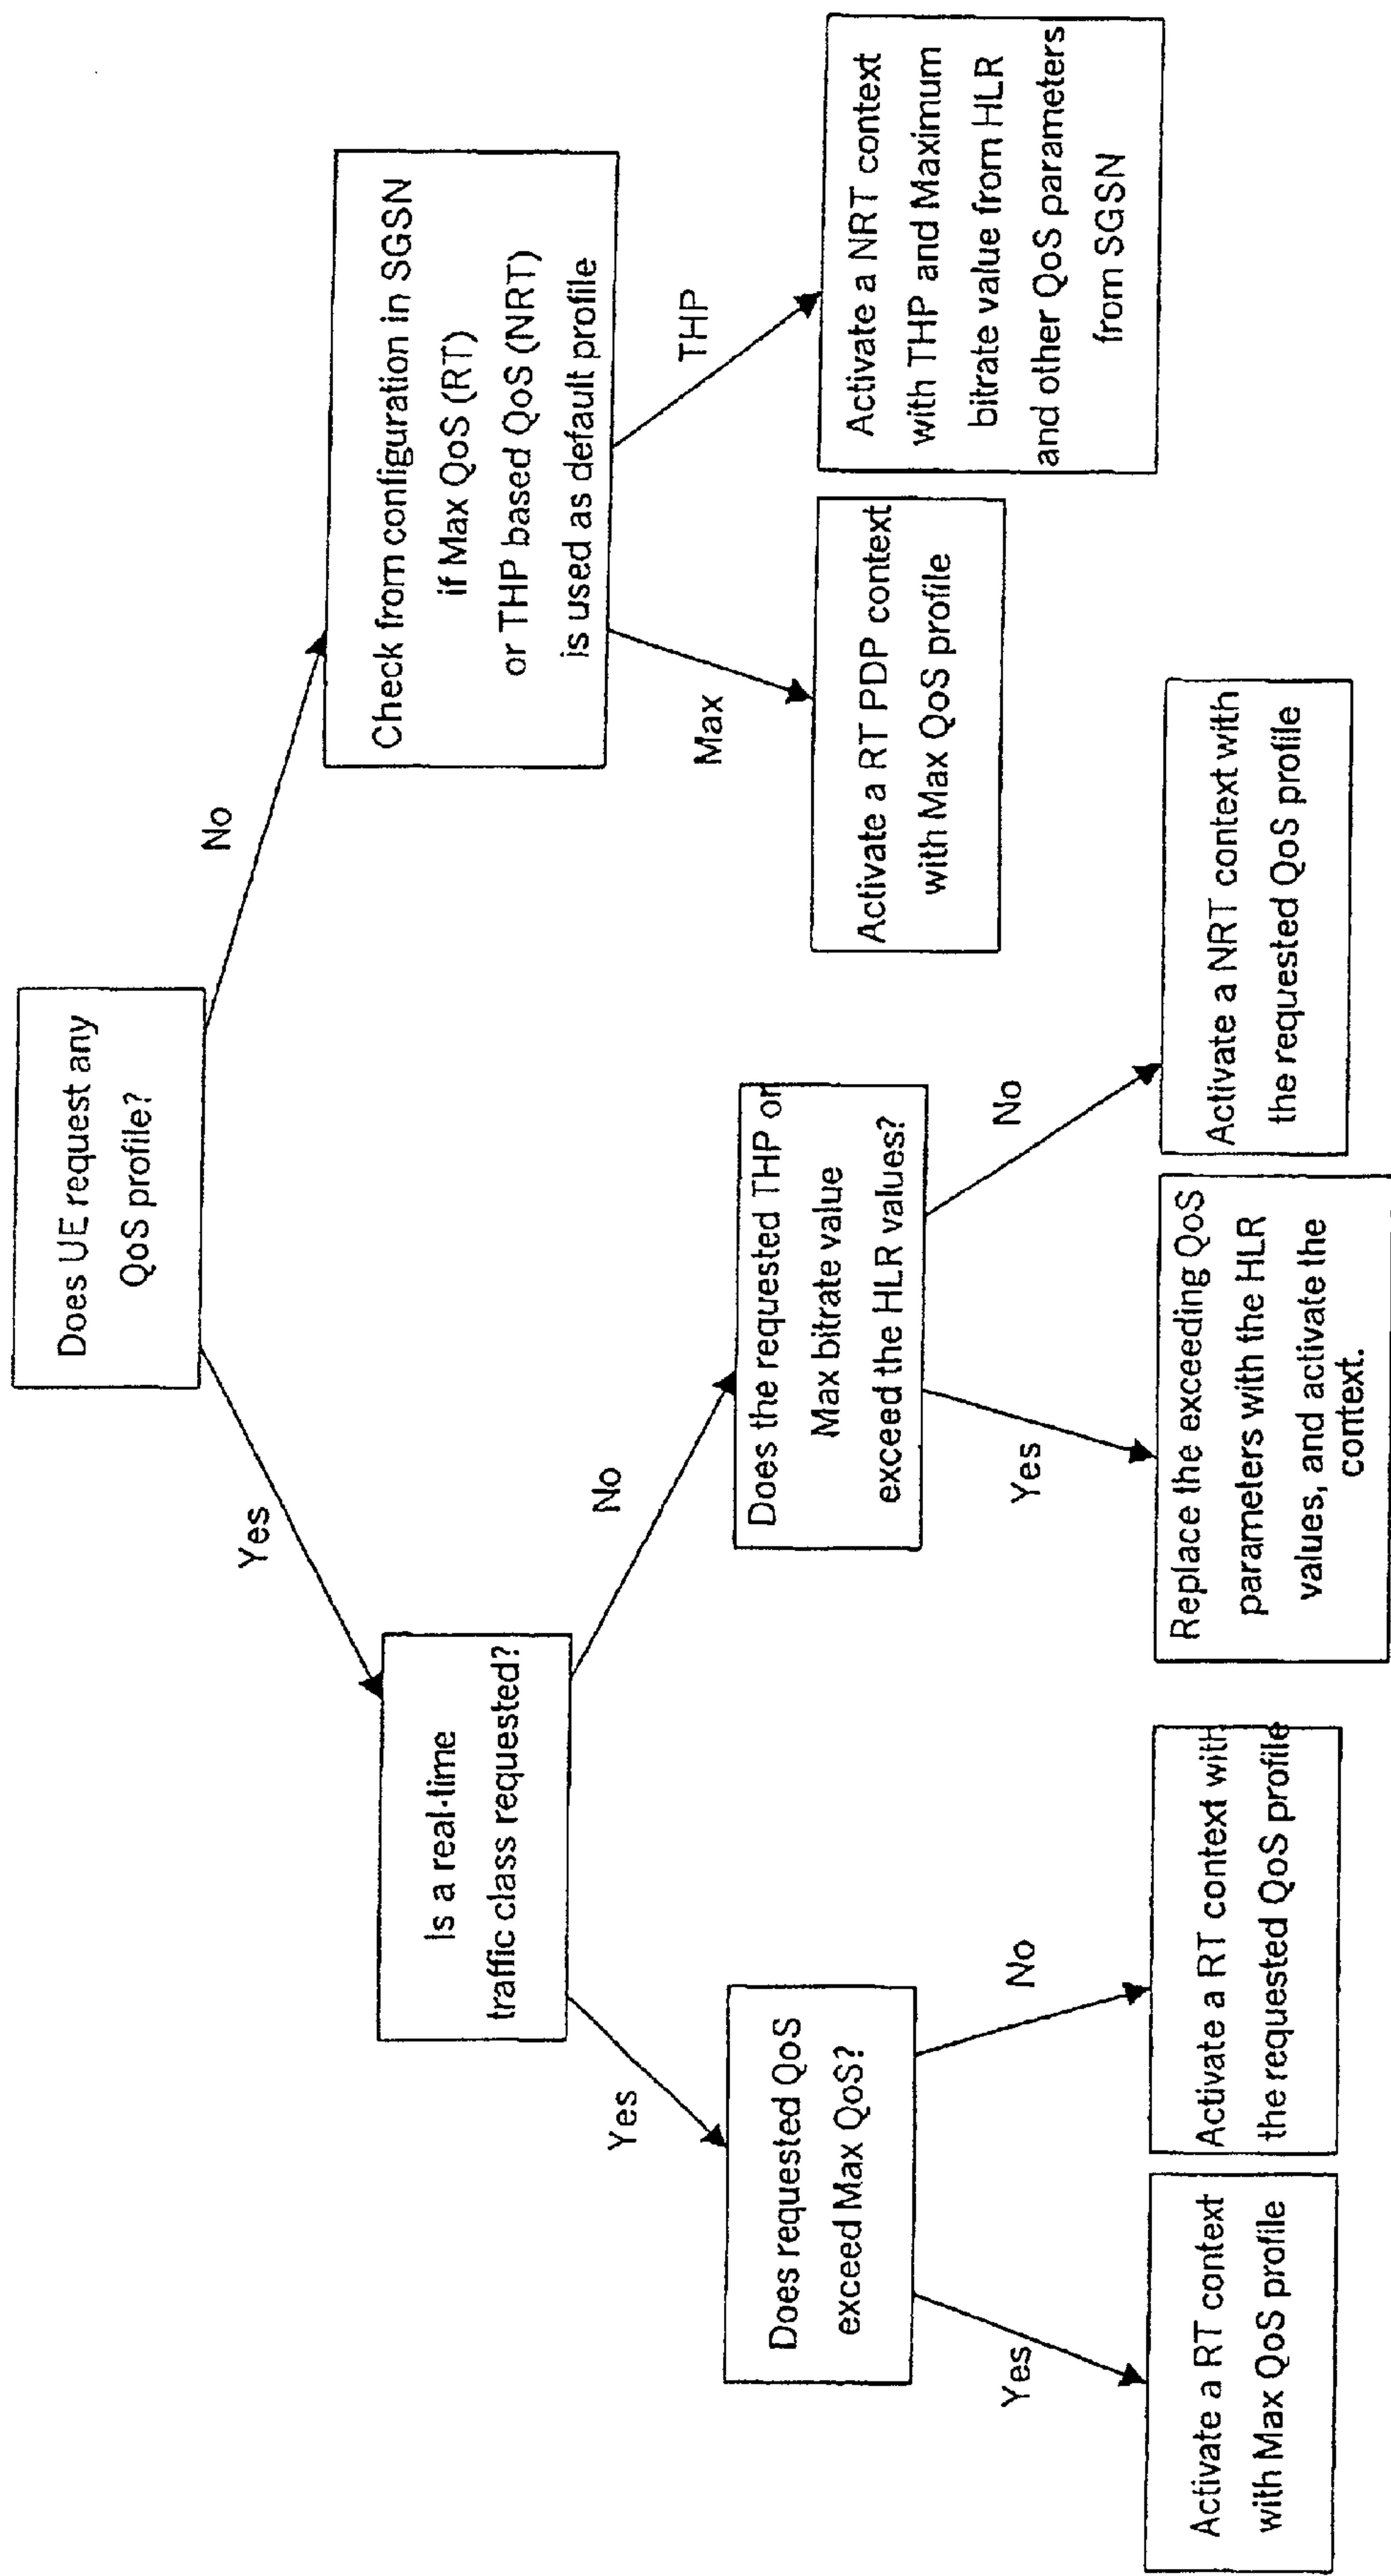 Does UE request any
QoS profile?
Yes
No
Is a real-time
traffic class requested?
Check from configuration in SGSN
if Max QoS (RT)
or THP based QoS (NRT)
is used as default profile
Yes
No
Max
THP
Does requested QoS
exceed Max QoS?
Does the requested THP or
Max bitrate value
exceed the HLR values?
Activate a RT PDP context
with Max QoS profile
Activate a NRT context
with THP and Maximum
bitrate value from HLR
and other QoS parameters
from SGSN
Yes
No
Yes
No
Activate a RT context
with Max QoS profile
Activate a RT context with
the requested QoS profile
Replace the exceeding QoS
parameters with the HLR
values, and activate the
context.
Activate a NRT context with
the requested QoS profile